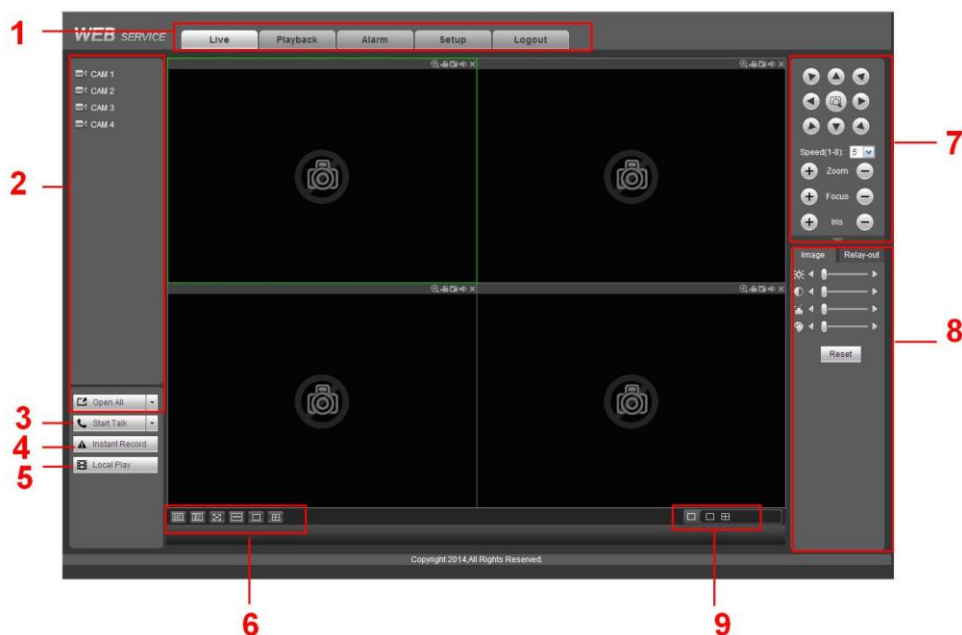 1
WEB SERVICE
Live
Playback
Alarm
Setup
Logout
2
CAM 1
CAM 2
CAM 3
CAM 4
Open All
3
Start Talk
4
Instant Record
5
Local Play
6
7
Speed(1-8): 5
Zoom
Focus
Iris
Image
Relay-out
8
Reset
9
Copyright 2014,All Rights Reserved.